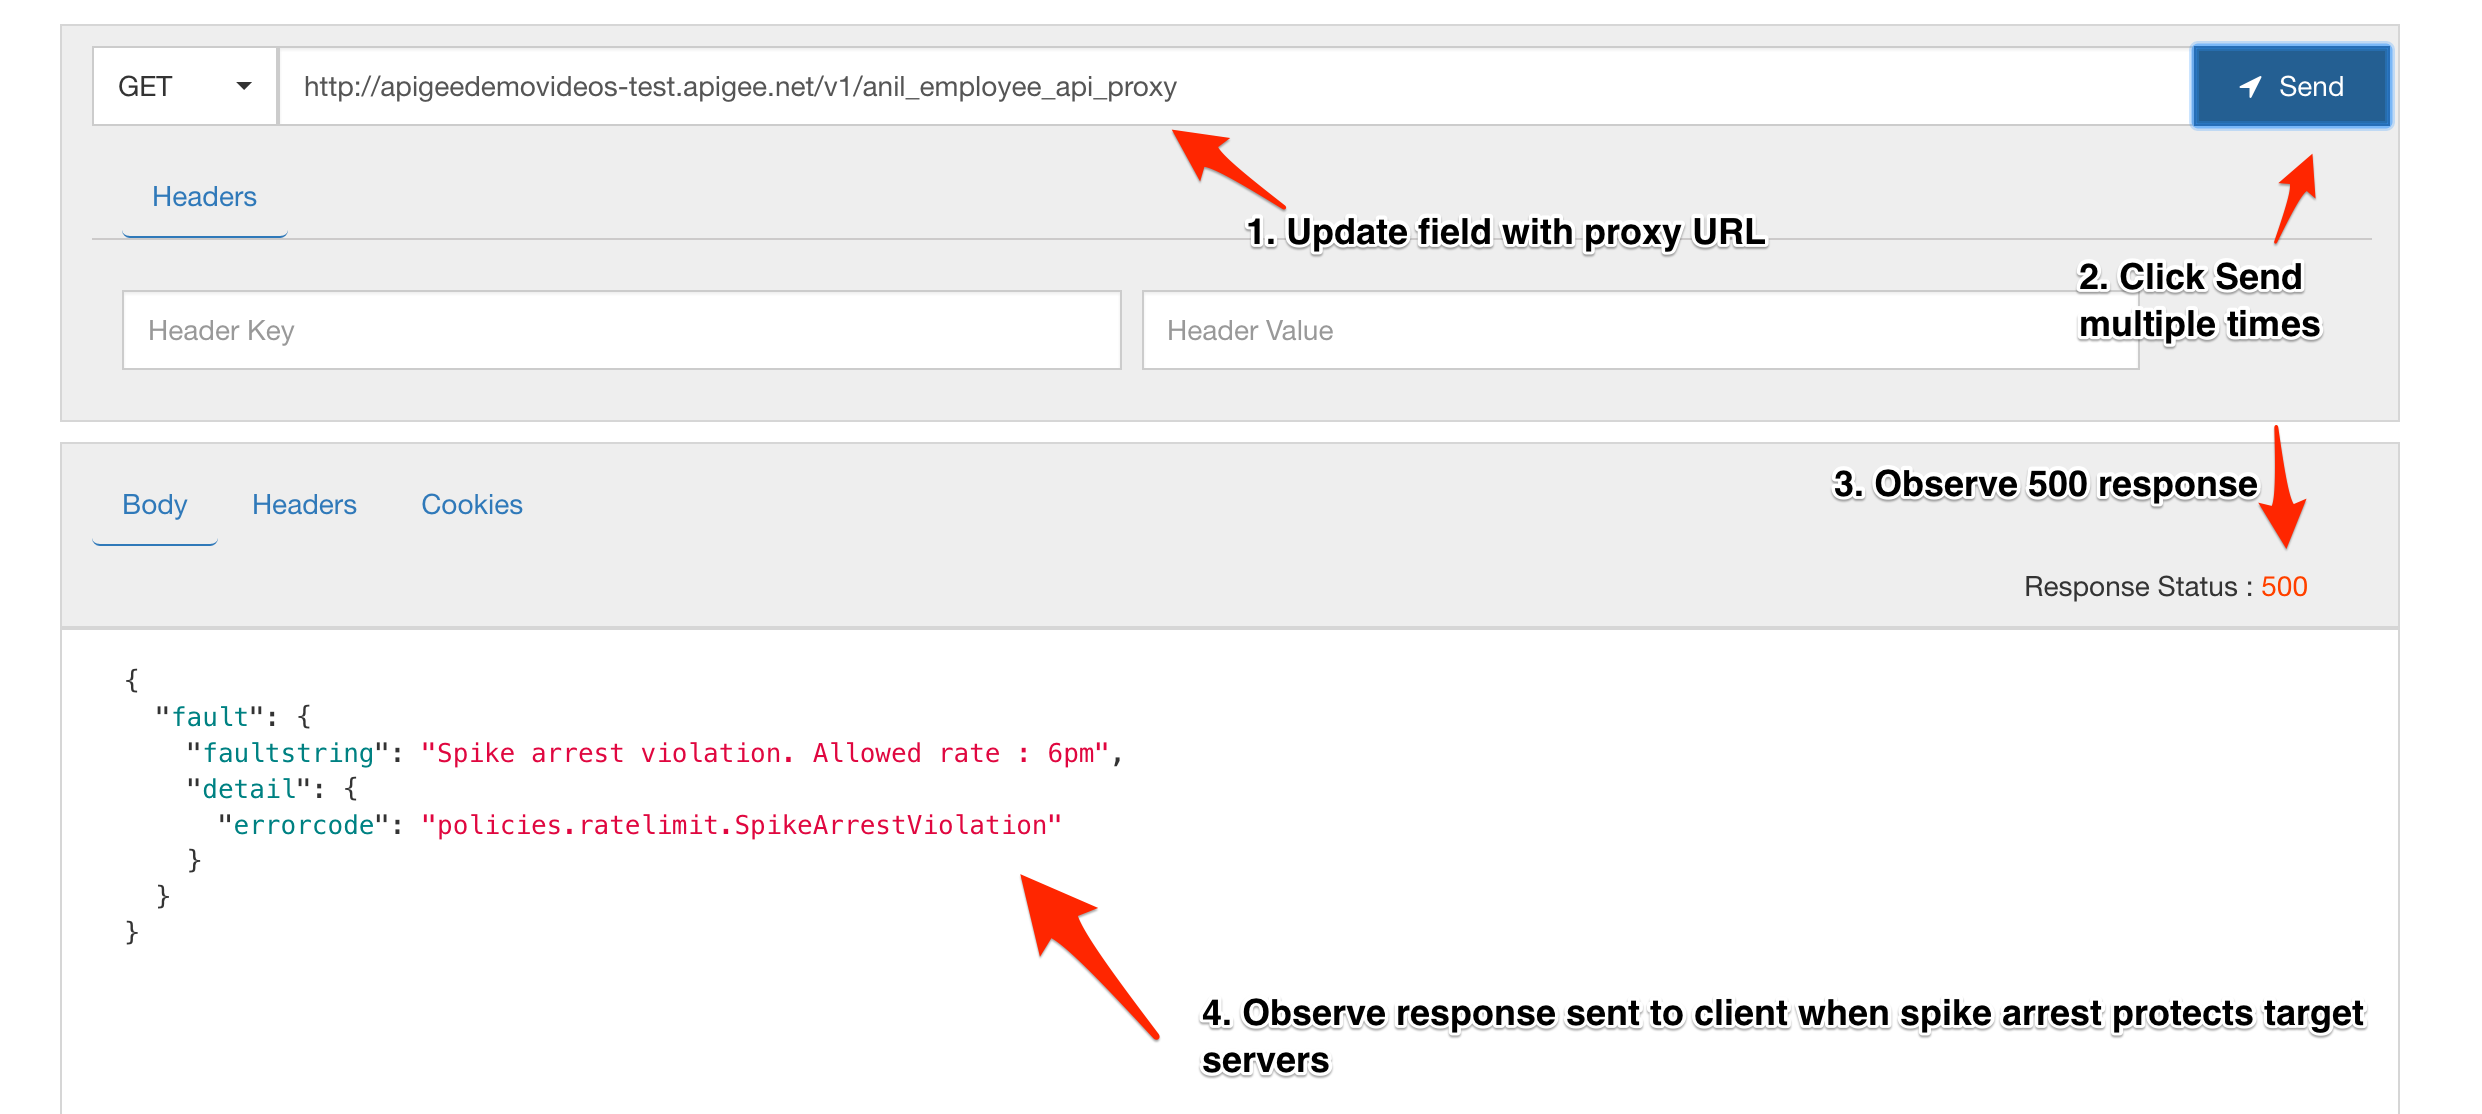 GET
http://apigeedemovideos-test.apigee.net/v1/anil_employee_api_proxy
Send
Headers
1. Update field with proxy URL
2. Click Send
multiple times
Header Key
Header Value
3. Observe 500 response
Body
Headers
Cookies
Response Status : 500
{
  "fault": {
    "faultstring": "Spike arrest violation. Allowed rate : 6pm",
    "detail": {
      "errorcode": "policies.ratelimit.SpikeArrestViolation"
    }
  }
}
4. Observe response sent to client when spike arrest protects target
servers